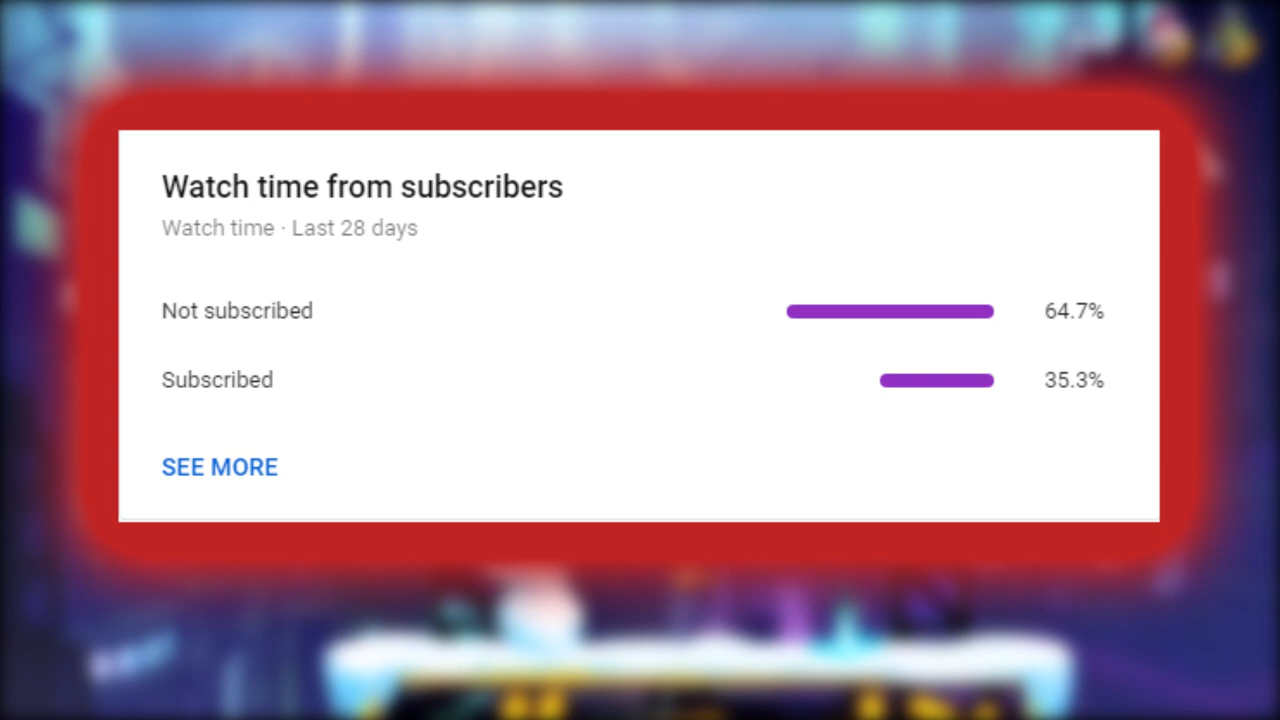 Watch time from subscribers
Watch time · Last 28 days
Not subscribed 64.7%
Subscribed 35.3%
SEE MORE